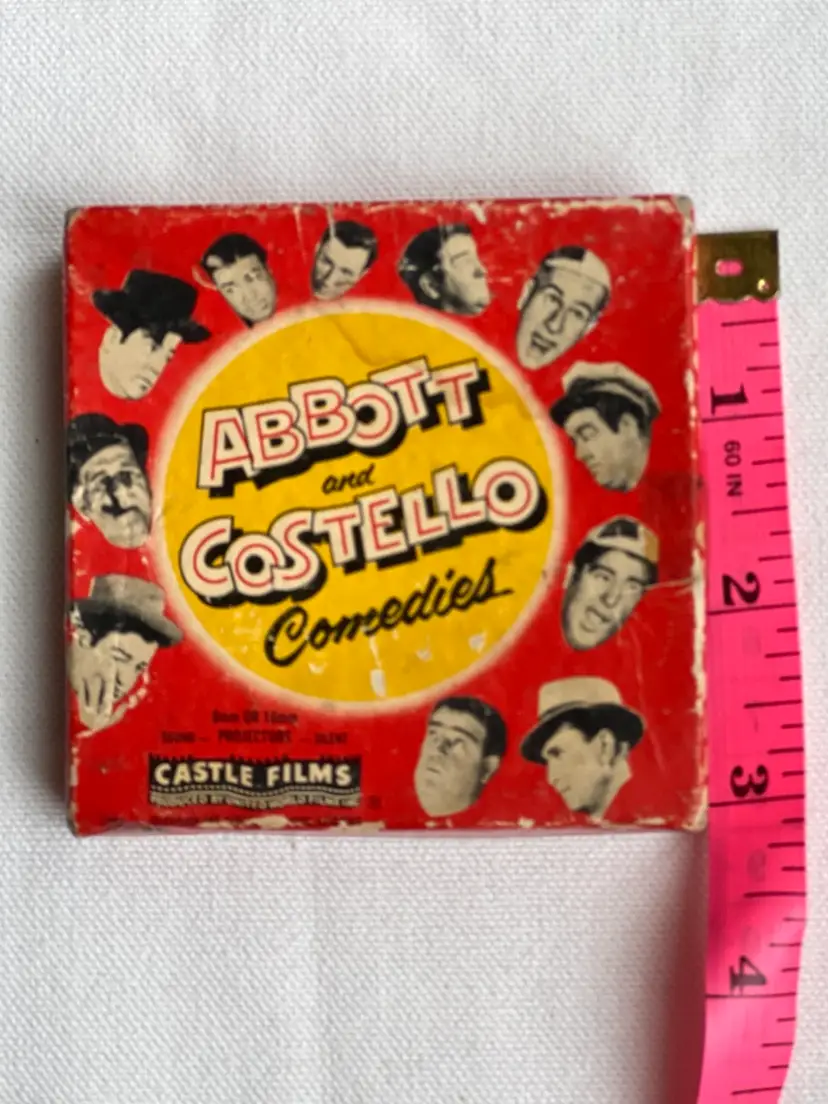 ABBOTT
and
COSTELLO
Comedies
8mm OR 16mm
SOUND — PROJECTORS — SILENT
CASTLE FILMS
PRODUCED BY UNITED WORLD FILMS INC.
1
60 IN
2
3
4